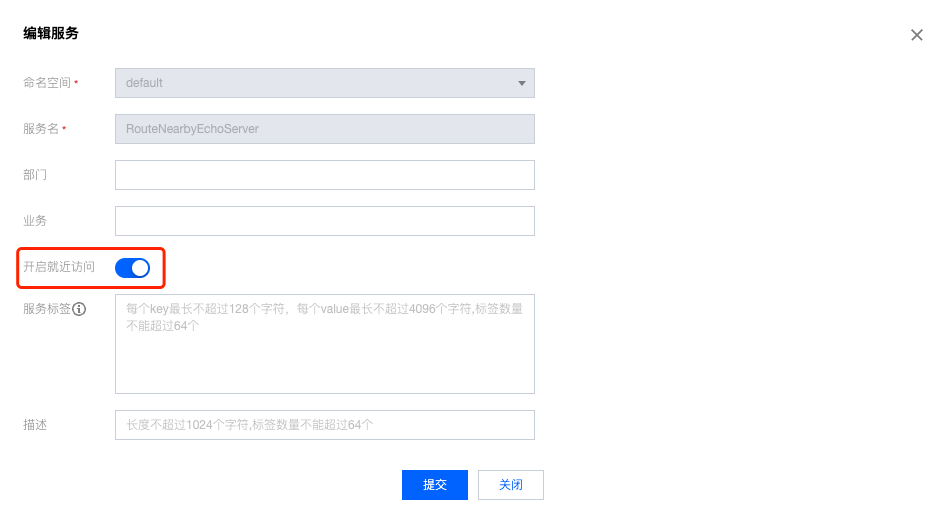 编辑服务
命名空间 *
default
服务名 *
RouteNearbyEchoServer
部门
业务
开启就近访问
服务标签
每个key最长不超过128个字符，每个value最长不超过4096个字符,标签数量
不能超过64个
描述
长度不超过1024个字符,标签数量不能超过64个
提交
关闭